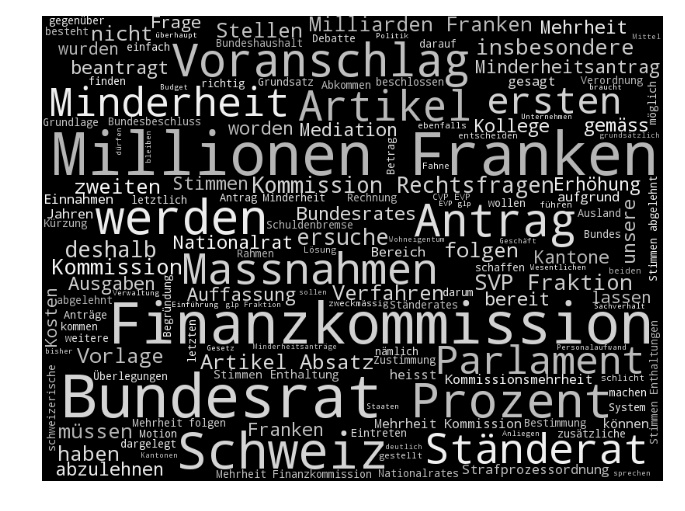 gegenüber
Frage
Milliarden Franken
Mehrheit
besteht
überhaupt
nicht
Stellen
Debatte
Politik
darauf
Mittel
wurden
einfach
Bundeshaushalt
insbesondere
beantragt
Voranschlag
Minderheitsantrag
finden
richtig
Grundsatz
Abkommen
beschlossen
gesagt
Verordnung
Budget
braucht
Minderheit
Artikel
ersten
möglich
Grundlage
Bundesbeschluss
Unternehmen
worden
Mediation
ebenfalls
Kollege
gemäss
dürfen
bleiben
Betrag
entscheiden
grundsätzlich
Millionen Franken
Fahne
zweiten
Stimmen
Kommission Rechtsfragen
Erhöhung
Einnahmen
letztlich
Antrag Minderheit
Rechnung
CVP EVP
EVP glp
wollen
führen
aufgrund
Jahren
werden
Bundesrates
Antrag
Ausland
unsere
Kürzung
Schuldenbremse
Bundes
stimmen abgelehnt
Nationalrat
ersuche
Wohneigentum
Geschäft
deshalb
Rahmen
Lösung
Bereich
folgen
Kantone
Kommission
Massnahmen
schaffen
Wesentlichen
beiden
Ausgaben
Auffassung
Verfahren
darum
SVP Fraktion
bereit
lassen
Verwaltung
Begründung
abgelehnt
Einführung
glp Fraktion
sollen
zweckmässig
Ständerates
Sachverhalt
Kosten
Anträge
Finanzkommission
kommen
weitere
letzten
bisher
Gesetz
Minderheitsanträge
nämlich
Personalaufwand
Vorlage
Artikel Absatz
Zustimmung
Parlament
Überlegungen
Stimmen Enthaltung
heisst
Kommissionsmehrheit
schlicht
Stimmen Enthaltungen
schweizerische
Bundesrat
Staaten
Prozent
machen
System
Mehrheit folgen
Mehrheit Kommission
Bestimmung
können
müssen
Motion
Franken
Eintreten
Anliegen
zusätzliche
dargelegt
Schweiz
deutlich
gestellt
Ständerat
haben
Kantonen
abzulehnen
Mehrheit Finanzkommission
Nationalrates
Strafprozessordnung
sprechen